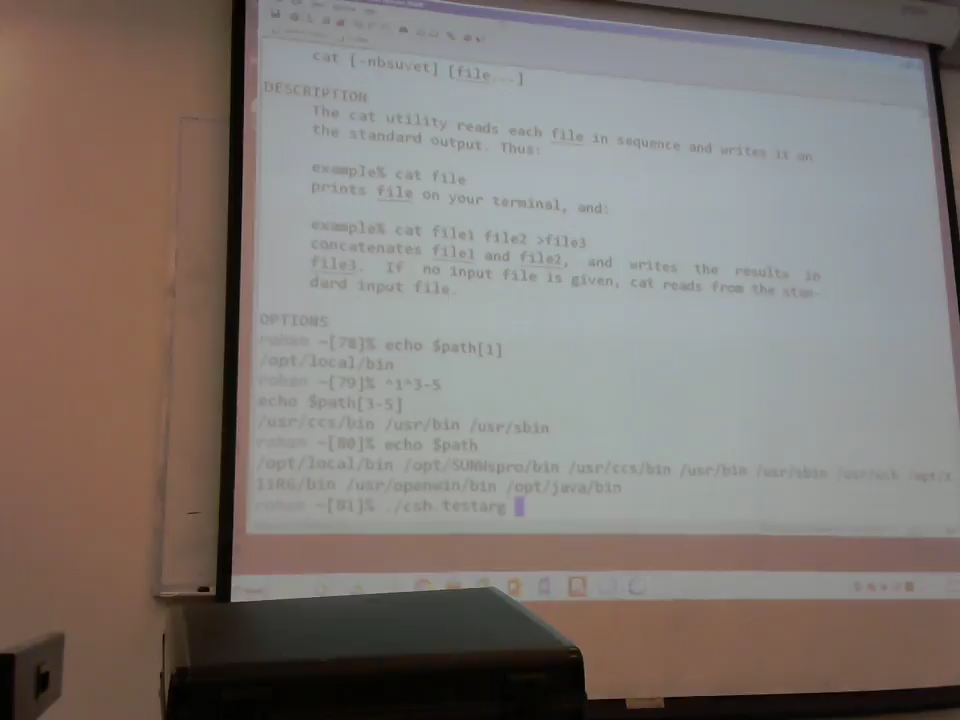 cat [-nbsuvet] [file...]
DESCRIPTION
The cat utility reads each file in sequence and writes it on
the standard output. Thus:
example% cat file
prints file on your terminal, and:
example% cat file1 file2 >file3
concatenates file1 and file2, and writes the results in
file3. If no input file is given, cat reads from the stan-
dard input file.
OPTIONS
~[78]% echo $path[1]
/opt/local/bin
~[79]% ^1^3-5
echo $path[3-5]
/usr/ccs/bin /usr/bin /usr/sbin
~[80]% echo $path
/opt/local/bin /opt/SUNWspro/bin /usr/ccs/bin /usr/bin /usr/sbin /usr/ucb /opt/X
11R6/bin /usr/openwin/bin /opt/java/bin
~[81]% ./csh.testarg